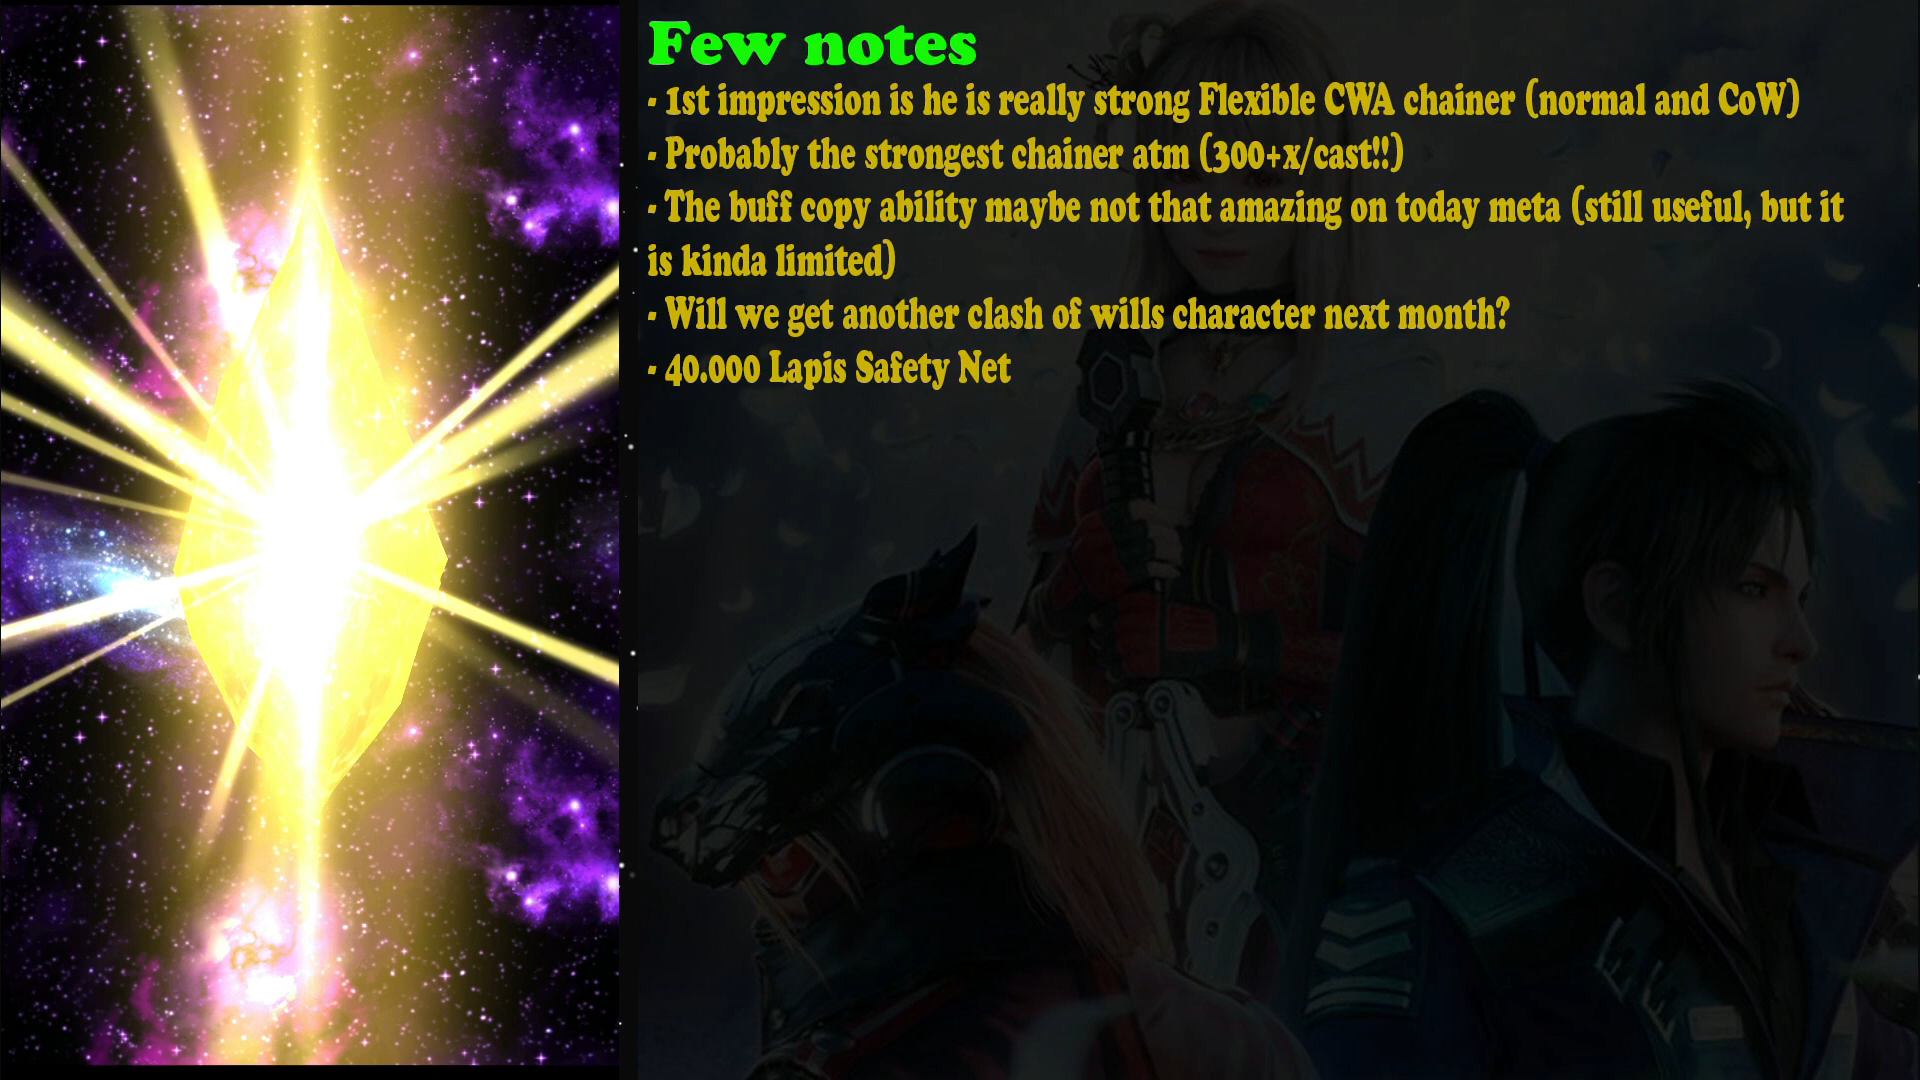 Few notes
- 1st impression is he is really strong Flexible CWA chainer (normal and CoW)
- Probably the strongest chainer atm (300+x/cast!!)
- The buff copy ability maybe not that amazing on today meta (still useful, but it
is kinda limited)
- Will we get another clash of wills character next month?
- 40.000 Lapis Safety Net